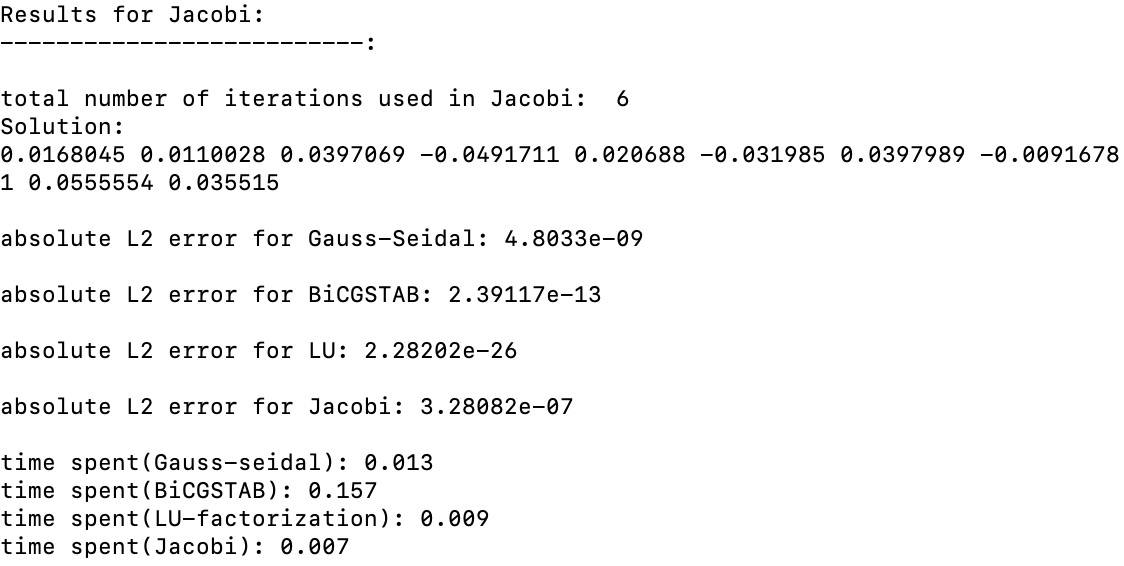 Results for Jacobi:
--------------------------:
total number of iterations used in Jacobi:  6
Solution:
0.0168045 0.0110028 0.0397069 -0.0491711 0.020688 -0.031985 0.0397989 -0.0091678
1 0.0555554 0.035515
absolute L2 error for Gauss-Seidal: 4.8033e-09
absolute L2 error for BiCGSTAB: 2.39117e-13
absolute L2 error for LU: 2.28202e-26
absolute L2 error for Jacobi: 3.28082e-07
time spent(Gauss-seidal): 0.013
time spent(BiCGSTAB): 0.157
time spent(LU-factorization): 0.009
time spent(Jacobi): 0.007